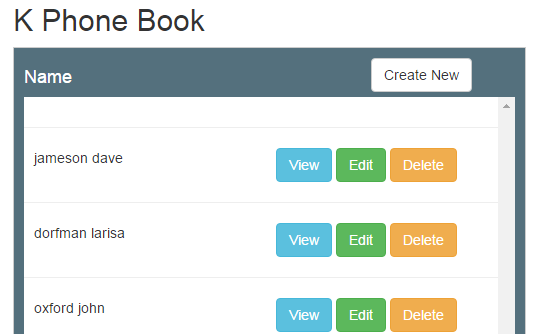 K Phone Book
Name Create New
jameson dave View Edit Delete
dorfman larisa View Edit Delete
oxford john View Edit Delete